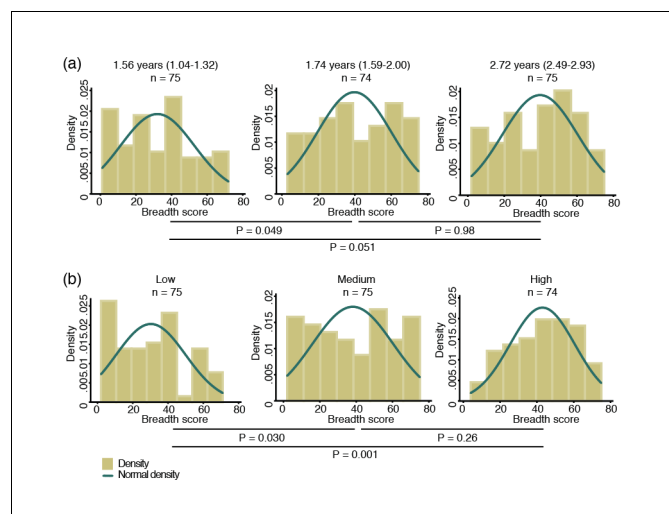 (a)
1.56 years (1.04-1.32)
n = 75
1.74 years (1.59-2.00)
n = 74
2.72 years (2.49-2.93)
n = 75
Density
0 .005 .01 .015 .02 .025
0 20 40 60 80
Breadth score
Density
0 .005 .01 .015 .02
0 20 40 60 80
Breadth score
Density
0 .005 .01 .015 .02
0 20 40 60 80
Breadth score
P = 0.049
P = 0.98
P = 0.051
(b)
Low
n = 75
Medium
n = 75
High
n = 74
Density
0 .005 .01 .015 .02 .025
0 20 40 60 80
Breadth score
Density
0 .005 .01 .015 .02
0 20 40 60 80
Breadth score
Density
0 .005 .01 .015 .02 .025
0 20 40 60 80
Breadth score
P = 0.030
P = 0.26
P = 0.001
Density
Normal density